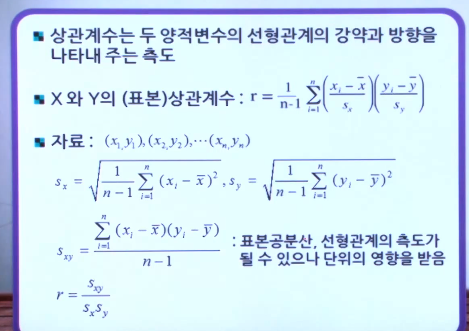 상관계수는 두 양적변수의 선형관계의 강약과 방향을
나타내 주는 측도
X 와 Y의 (표본)상관계수 : r = \frac{1}{n-1} \sum_{i=1}^{n} \left( \frac{x_i - \bar{x}}{s_x} \right) \left( \frac{y_i - \bar{y}}{s_y} \right)
자료 : (x_1, y_1), (x_2, y_2), \cdots (x_n, y_n)
s_x = \sqrt{\frac{1}{n-1} \sum_{i=1}^{n} (x_i - \bar{x})^2} , s_y = \sqrt{\frac{1}{n-1} \sum_{i=1}^{n} (y_i - \bar{y})^2}
s_{xy} = \frac{\sum_{i=1}^{n} (x_i - \bar{x})(y_i - \bar{y})}{n-1}
: 표본공분산, 선형관계의 측도가
될 수 있으나 단위의 영향을 받음
r = \frac{s_{xy}}{s_x s_y}